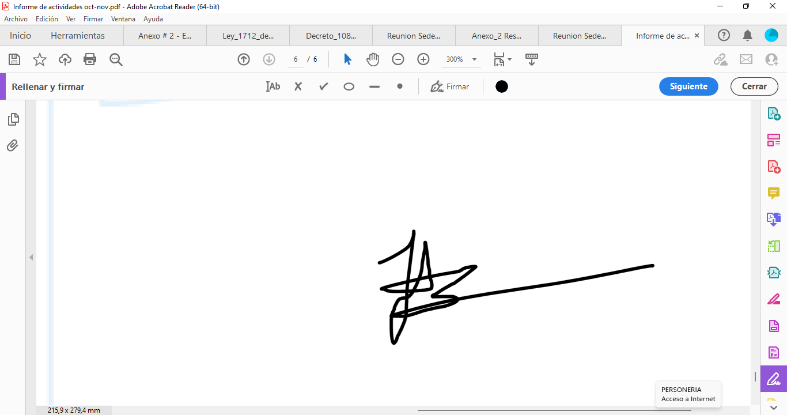 Informe de actividades oct-nov.pdf - Adobe Acrobat Reader (64-bit)
Archivo Edición Ver Firmar Ventana Ayuda
Inicio Herramientas Anexo # 2 - E... Ley_1712_de... Decreto_108... Reunion Sede... Anexo_2 Res... Reunion Sede... Informe de ac... ×
6 / 6 300%
Rellenar y firmar Ab Firmar Siguiente Cerrar
PERSONERIA
Acceso a Internet
215,9 x 279,4 mm